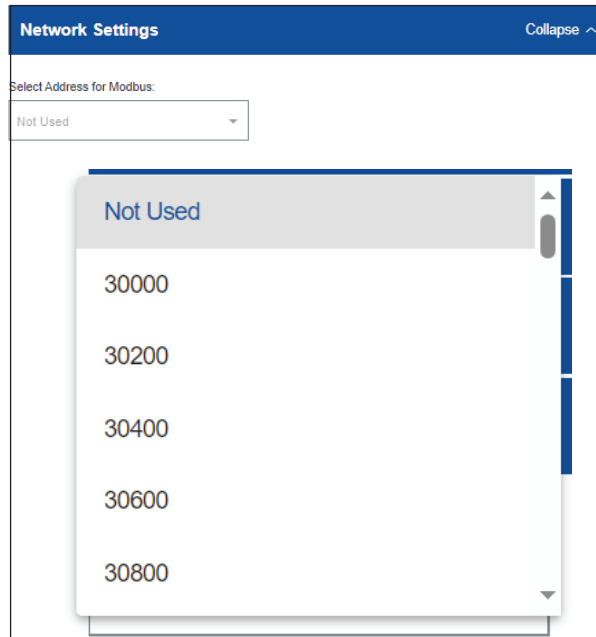 Network Settings Collapse
Select Address for Modbus:
Not Used
Not Used
30000
30200
30400
30600
30800